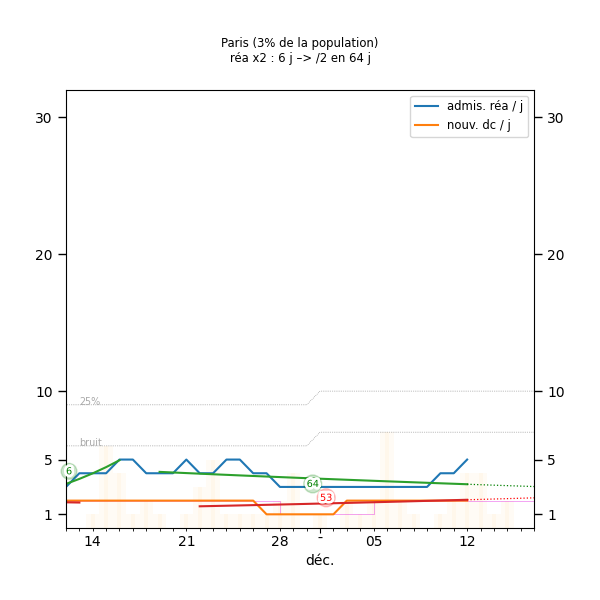 Paris (3% de la population)
réa x2 : 6 j –> /2 en 64 j
admis. réa / j
nouv. dc / j
30 30
20 20
10 10
25%
bruit
5 5
6
64
53
1 1
14 21 28 - 05 12
déc.